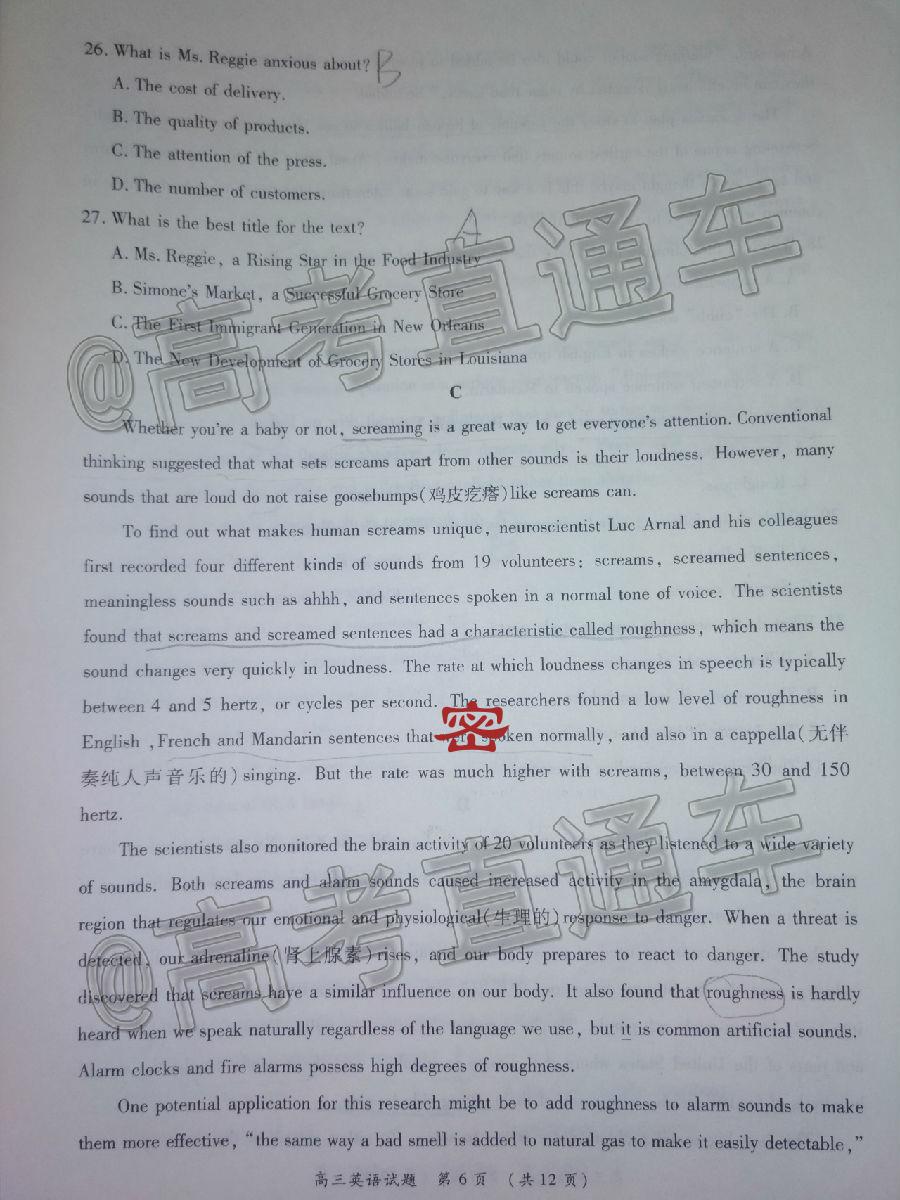 26. What is Ms. Reggie anxious about? B
A. The cost of delivery.
B. The quality of products.
C. The attention of the press.
D. The number of customers.
27. What is the best title for the text? A
A. Ms. Reggie, a Rising Star in the Food Industry
B. Simone's Market, a Successful Grocery Store
C. The First Immigrant Generation in New Orleans
D. The New Development of Grocery Stores in Louisiana
@高考直通车
C
Whether you're a baby or not, screaming is a great way to get everyone's attention. Conventional
thinking suggested that what sets screams apart from other sounds is their loudness. However, many
sounds that are loud do not raise goosebumps(鸡皮疙瘩)like screams can.
To find out what makes human screams unique, neuroscientist Luc Arnal and his colleagues
first recorded four different kinds of sounds from 19 volunteers: screams, screamed sentences,
meaningless sounds such as ahhh, and sentences spoken in a normal tone of voice. The scientists
found that screams and screamed sentences had a characteristic called roughness, which means the
sound changes very quickly in loudness. The rate at which loudness changes in speech is typically
between 4 and 5 hertz, or cycles per second. The researchers found a low level of roughness in
English ,French and Mandarin sentences that were spoken normally, and also in a cappella(无伴
奏纯人声音乐的)singing. But the rate was much higher with screams, between 30 and 150
hertz.
密
The scientists also monitored the brain activity of 20 volunteers as they listened to a wide variety
of sounds. Both screams and alarm sounds caused increased activity in the amygdala, the brain
region that regulates our emotional and physiological(生理的)response to danger. When a threat is
detected, our adrenaline(肾上腺素)rises, and our body prepares to react to danger. The study
discovered that screams have a similar influence on our body. It also found that roughness is hardly
heard when we speak naturally regardless of the language we use, but it is common artificial sounds.
Alarm clocks and fire alarms possess high degrees of roughness.
@高考直通车
One potential application for this research might be to add roughness to alarm sounds to make
them more effective, "the same way a bad smell is added to natural gas to make it easily detectable,"
高三英语试题 第 6 页 (共 12 页)